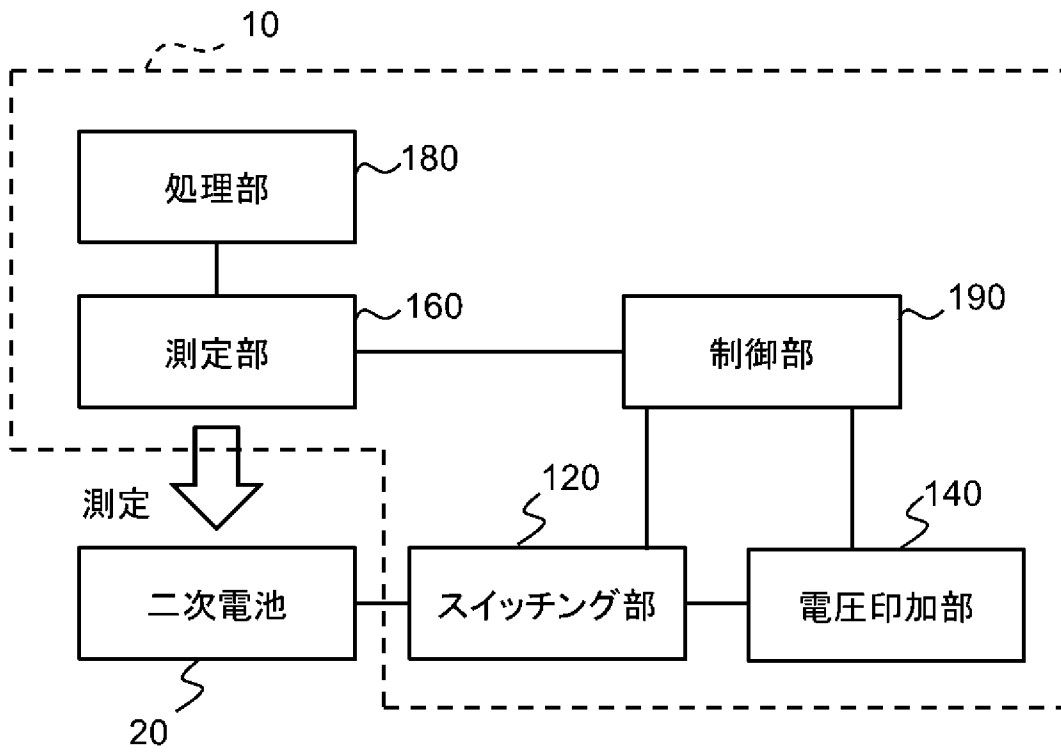 10
処理部
180
測定部
160
制御部
190
測定
120
140
二次電池
スイッチング部
電圧印加部
20